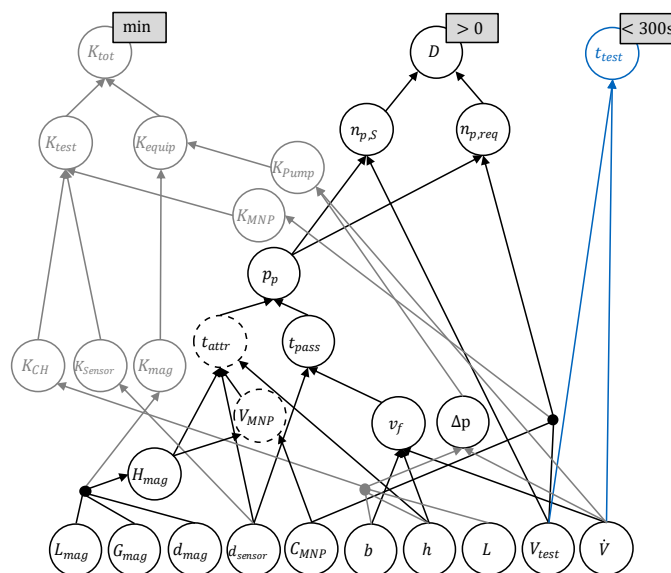 min
> 0
< 300s
K_tot
D
t_test
K_test
K_equip
n_p,S
n_p,req
K_Pump
K_MNP
p_p
t_attr
t_pass
K_CH
K_Sensor
K_mag
V_MNP
v_f
Δp
H_mag
L_mag
G_mag
d_mag
d_sensor
C_MNP
b
h
L
V_test
V̇